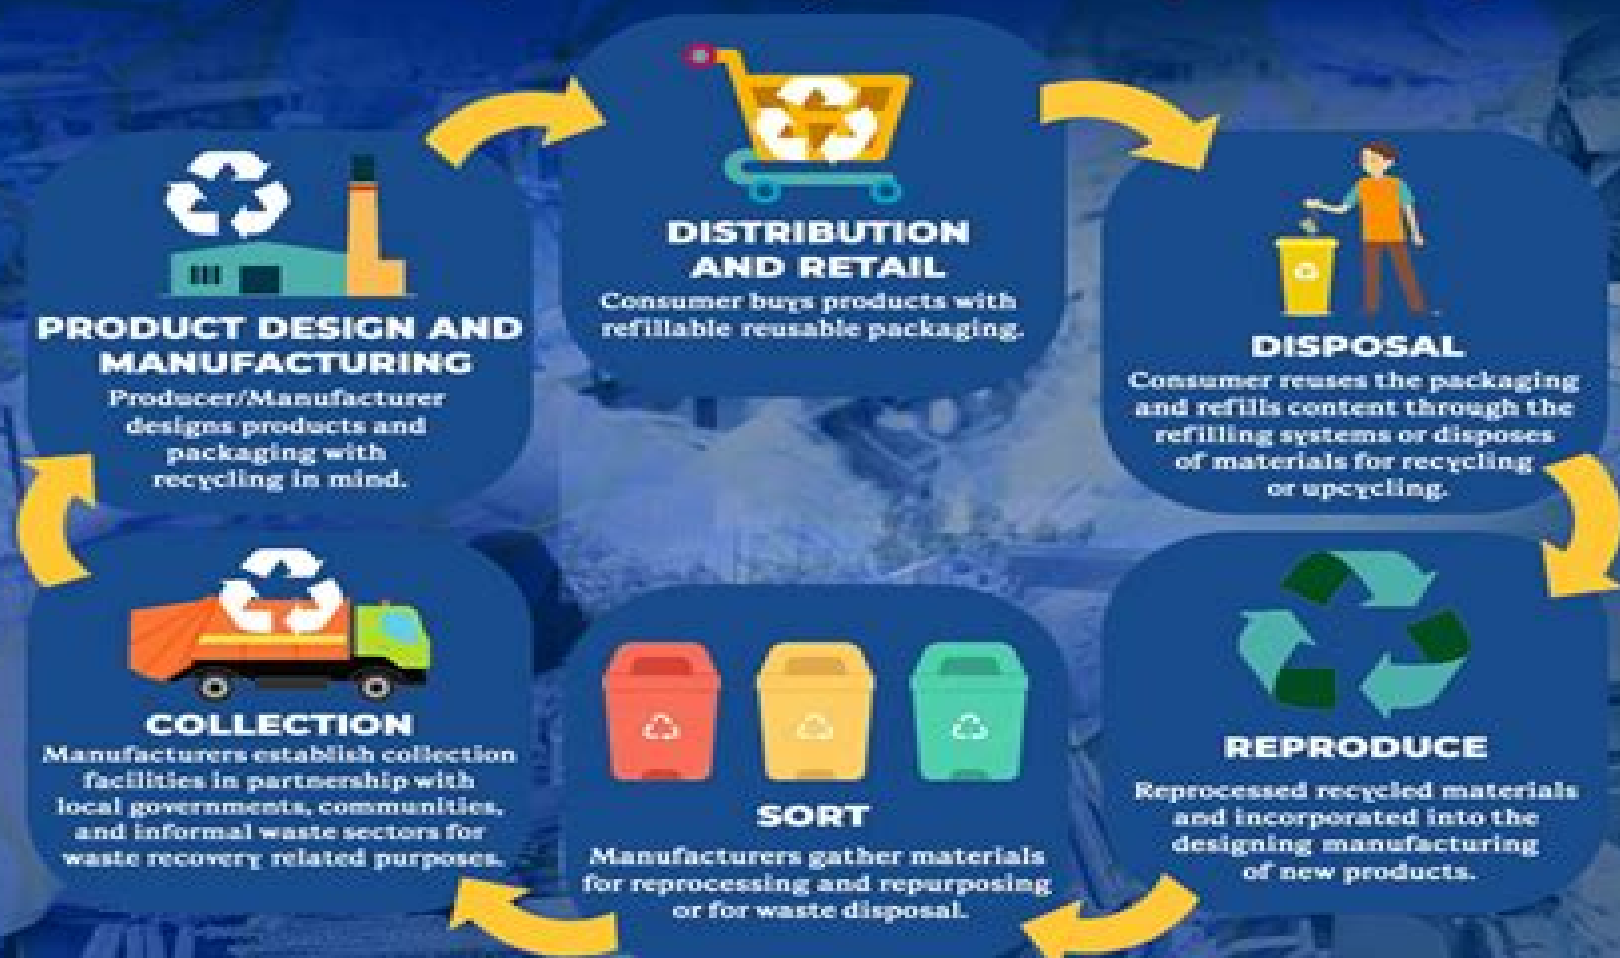 PRODUCT DESIGN AND
MANUFACTURING
Producer/Manufacturer
designs products and
packaging with
recycling in mind.
DISTRIBUTION
AND RETAIL
Consumer buys products with
refillable reusable packaging.
DISPOSAL
Consumer reuses the packaging
and refills content through the
refilling systems or disposes
of materials for recycling
or upcycling.
REPRODUCE
Reprocessed recycled materials
and incorporated into the
designing manufacturing
of new products.
SORT
Manufacturers gather materials
for reprocessing and repurposing
or for waste disposal.
COLLECTION
Manufacturers establish collection
facilities in partnership with
local governments, communities,
and informal waste sectors for
waste recovery related purposes.